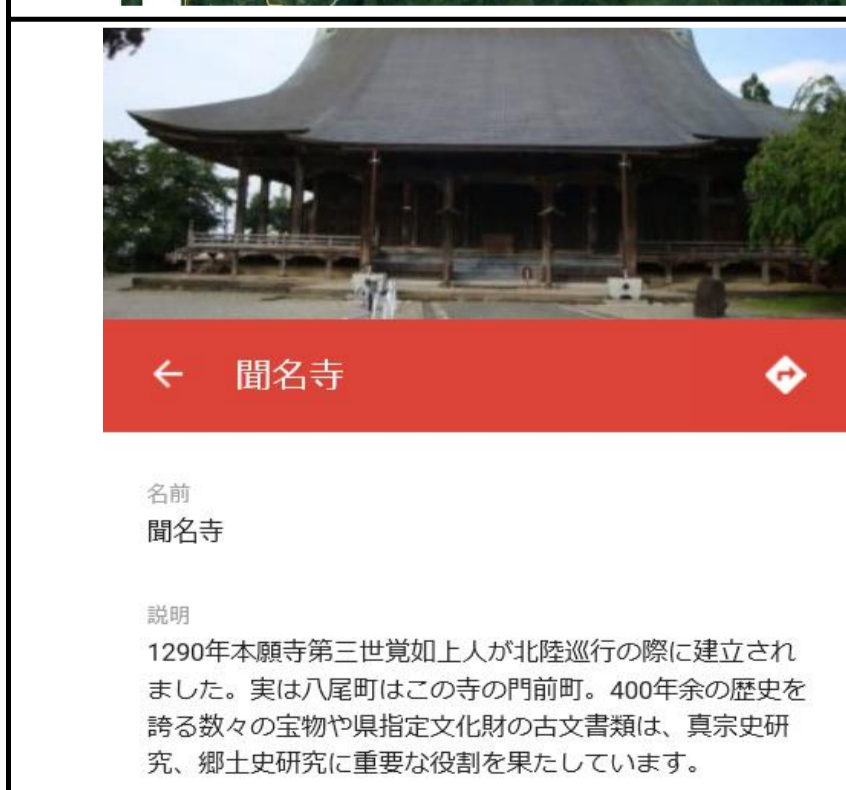 聞名寺
名前
聞名寺
説明
1290年本願寺第三世覚如上人が北陸巡行の際に建立され
ました。実は八尾町はこの寺の門前町。400年余の歴史を
誇る数々の宝物や県指定文化財の古文書類は、真宗史研
究、郷土史研究に重要な役割を果たしています。